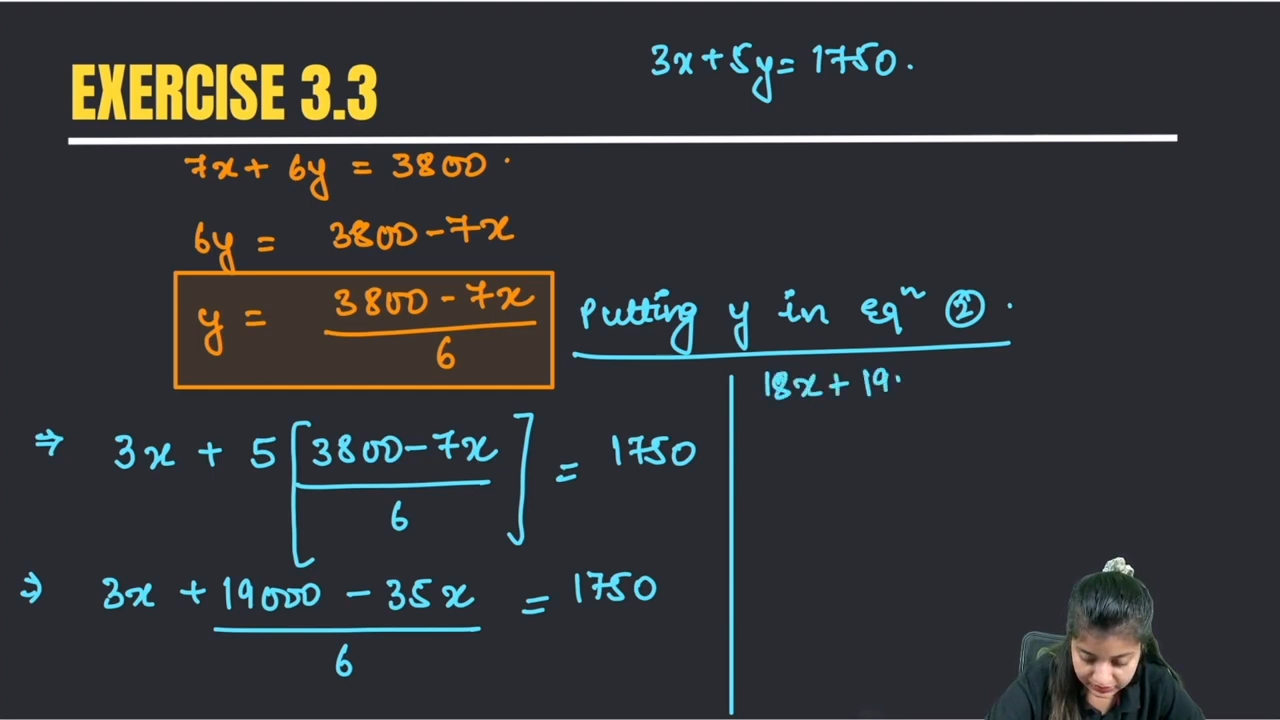 3x + 5y = 1750.
EXERCISE 3.3
7x + 6y = 3800.
6y = 3800 - 7x
y = 3800 - 7x / 6
Putting y in Eqⁿ ② .
18x + 19.
⇒ 3x + 5 [ 3800 - 7x / 6 ] = 1750
⇒ 3x + 19000 - 35x / 6 = 1750